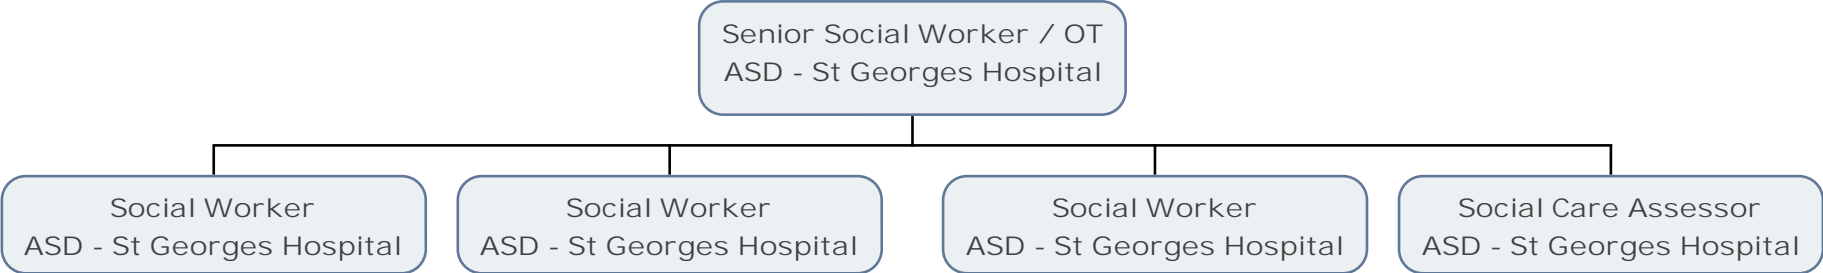 Senior Social Worker / OT
ASD - St Georges Hospital
Social Worker
ASD - St Georges Hospital
Social Worker
ASD - St Georges Hospital
Social Worker
ASD - St Georges Hospital
Social Care Assessor
ASD - St Georges Hospital